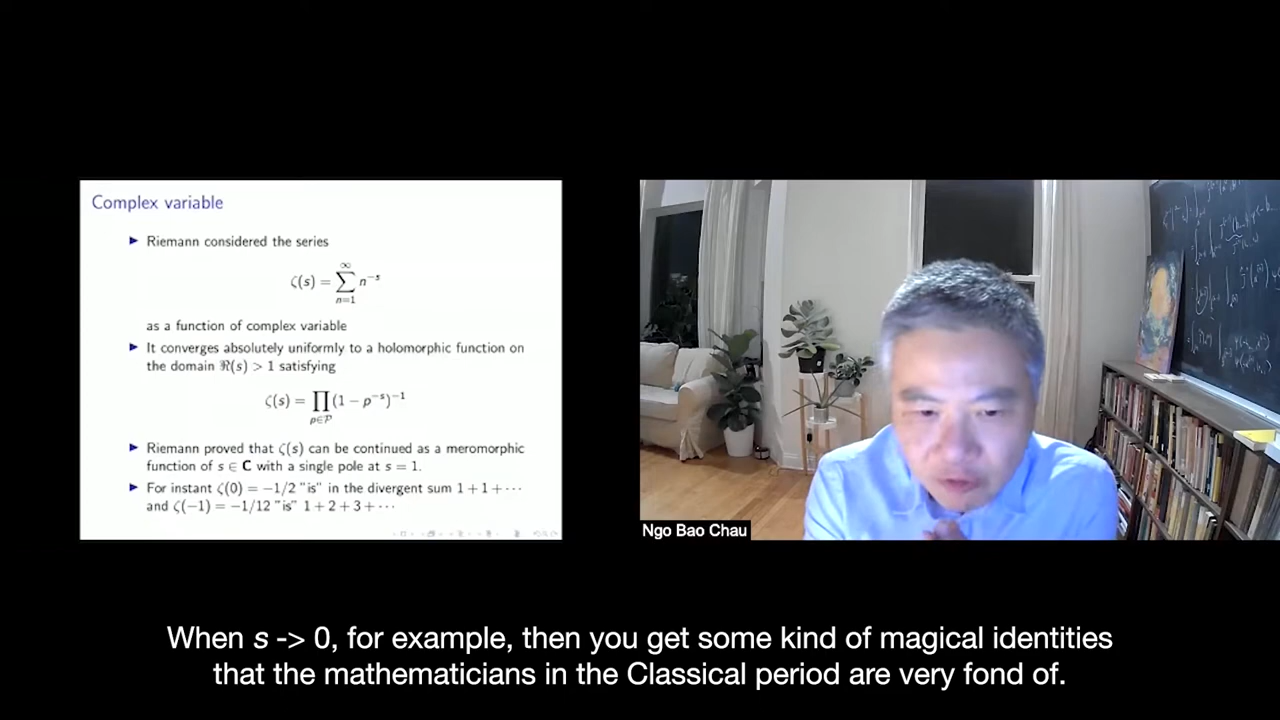 Complex variable
▶ Riemann considered the series
ζ(s) = ∑_{n=1}^{∞} n^{-s}
as a function of complex variable
▶ It converges absolutely uniformly to a holomorphic function on
the domain ℜ(s) > 1 satisfying
ζ(s) = ∏_{p∈𝒫} (1 − p^{-s})^{-1}
▶ Riemann proved that ζ(s) can be continued as a meromorphic
function of s ∈ C with a single pole at s = 1.
▶ For instant ζ(0) = −1/2 "is" in the divergent sum 1 + 1 + ⋯
and ζ(−1) = −1/12 "is" 1 + 2 + 3 + ⋯
Ngo Bao Chau
When s -> 0, for example, then you get some kind of magical identities
that the mathematicians in the Classical period are very fond of.